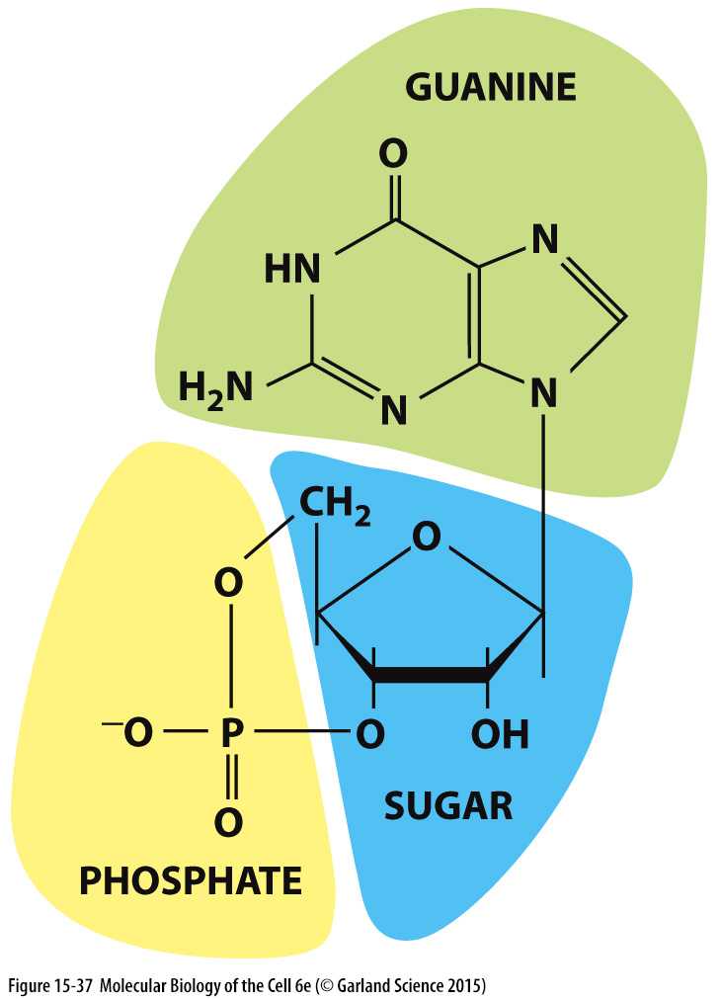 GUANINE
O
N
HN
H₂N
N
N
CH₂
O
O
⁻O
P
O
OH
O
SUGAR
PHOSPHATE
Figure 15-37 Molecular Biology of the Cell 6e (© Garland Science 2015)